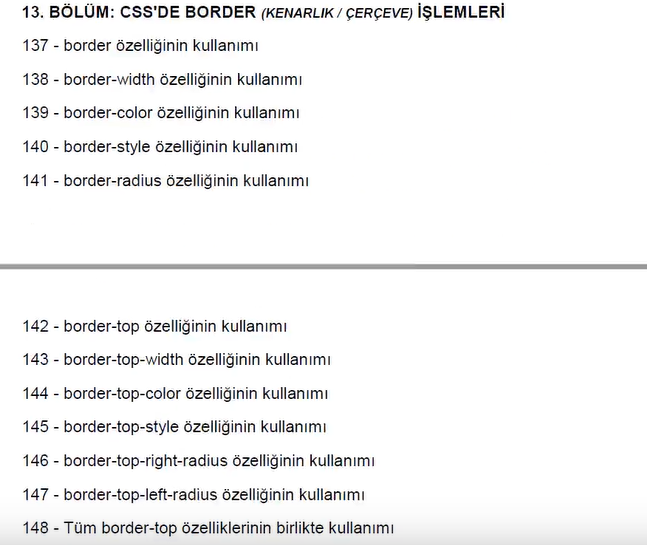 13. BÖLÜM: CSS'DE BORDER (KENARLIK / ÇERÇEVE) İŞLEMLERİ
137 - border özelliğinin kullanımı
138 - border-width özelliğinin kullanımı
139 - border-color özelliğinin kullanımı
140 - border-style özelliğinin kullanımı
141 - border-radius özelliğinin kullanımı
142 - border-top özelliğinin kullanımı
143 - border-top-width özelliğinin kullanımı
144 - border-top-color özelliğinin kullanımı
145 - border-top-style özelliğinin kullanımı
146 - border-top-right-radius özelliğinin kullanımı
147 - border-top-left-radius özelliğinin kullanımı
148 - Tüm border-top özelliklerinin birlikte kullanımı